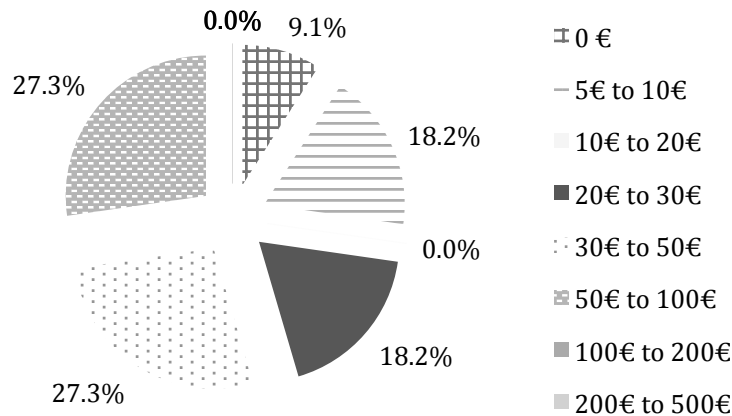 0.0%
9.1%
27.3%
18.2%
0.0%
18.2%
27.3%
0 €
5€ to 10€
10€ to 20€
20€ to 30€
30€ to 50€
50€ to 100€
100€ to 200€
200€ to 500€